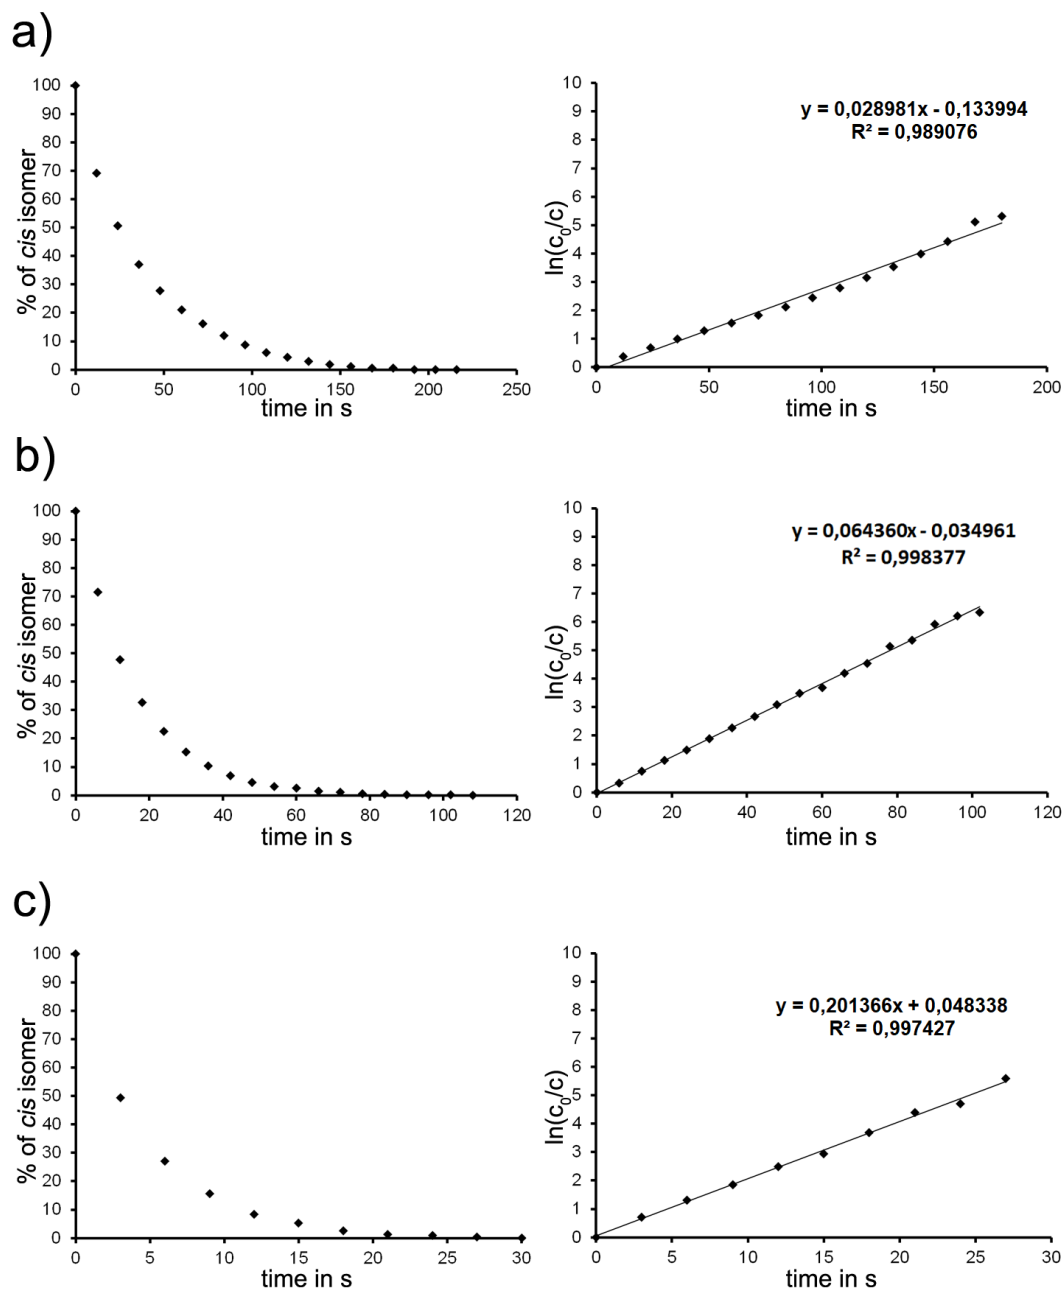 a)
100
90
80
70
60
50
40
30
20
10
0
% of cis isomer
0 50 100 150 200 250
time in s
10
9
8
7
6
5
4
3
2
1
0
ln(c₀/c)
y = 0,028981x - 0,133994
R² = 0,989076
0 50 100 150 200
time in s
b)
100
90
80
70
60
50
40
30
20
10
0
% of cis isomer
0 20 40 60 80 100 120
time in s
10
9
8
7
6
5
4
3
2
1
0
ln(c₀/c)
y = 0,064360x - 0,034961
R² = 0,998377
0 20 40 60 80 100 120
time in s
c)
100
90
80
70
60
50
40
30
20
10
0
% of cis isomer
0 5 10 15 20 25 30
time in s
10
9
8
7
6
5
4
3
2
1
0
ln(c₀/c)
y = 0,201366x + 0,048338
R² = 0,997427
0 5 10 15 20 25 30
time in s